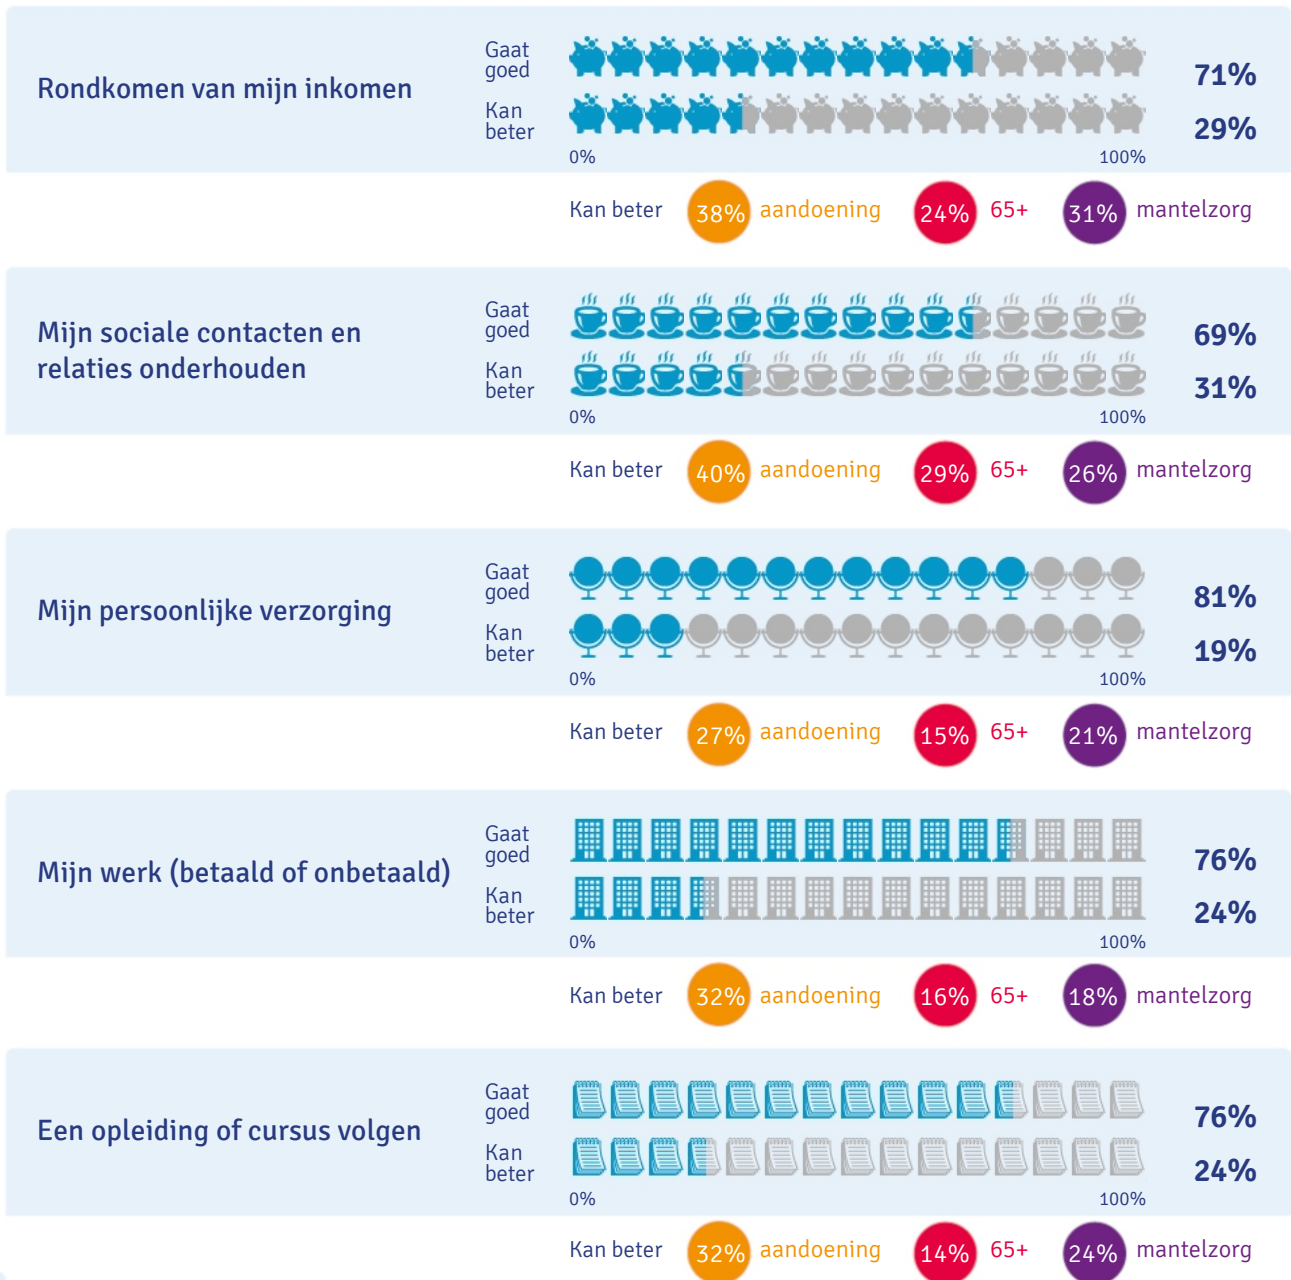 Rondkomen van mijn inkomen
Gaat
goed
71%
Kan
beter
29%
0% 100%
Kan beter 38% aandoening 24% 65+ 31% mantelzorg
Mijn sociale contacten en
relaties onderhouden
Gaat
goed
69%
Kan
beter
31%
0% 100%
Kan beter 40% aandoening 29% 65+ 26% mantelzorg
Mijn persoonlijke verzorging
Gaat
goed
81%
Kan
beter
19%
0% 100%
Kan beter 27% aandoening 15% 65+ 21% mantelzorg
Mijn werk (betaald of onbetaald)
Gaat
goed
76%
Kan
beter
24%
0% 100%
Kan beter 32% aandoening 16% 65+ 18% mantelzorg
Een opleiding of cursus volgen
Gaat
goed
76%
Kan
beter
24%
0% 100%
Kan beter 32% aandoening 14% 65+ 24% mantelzorg